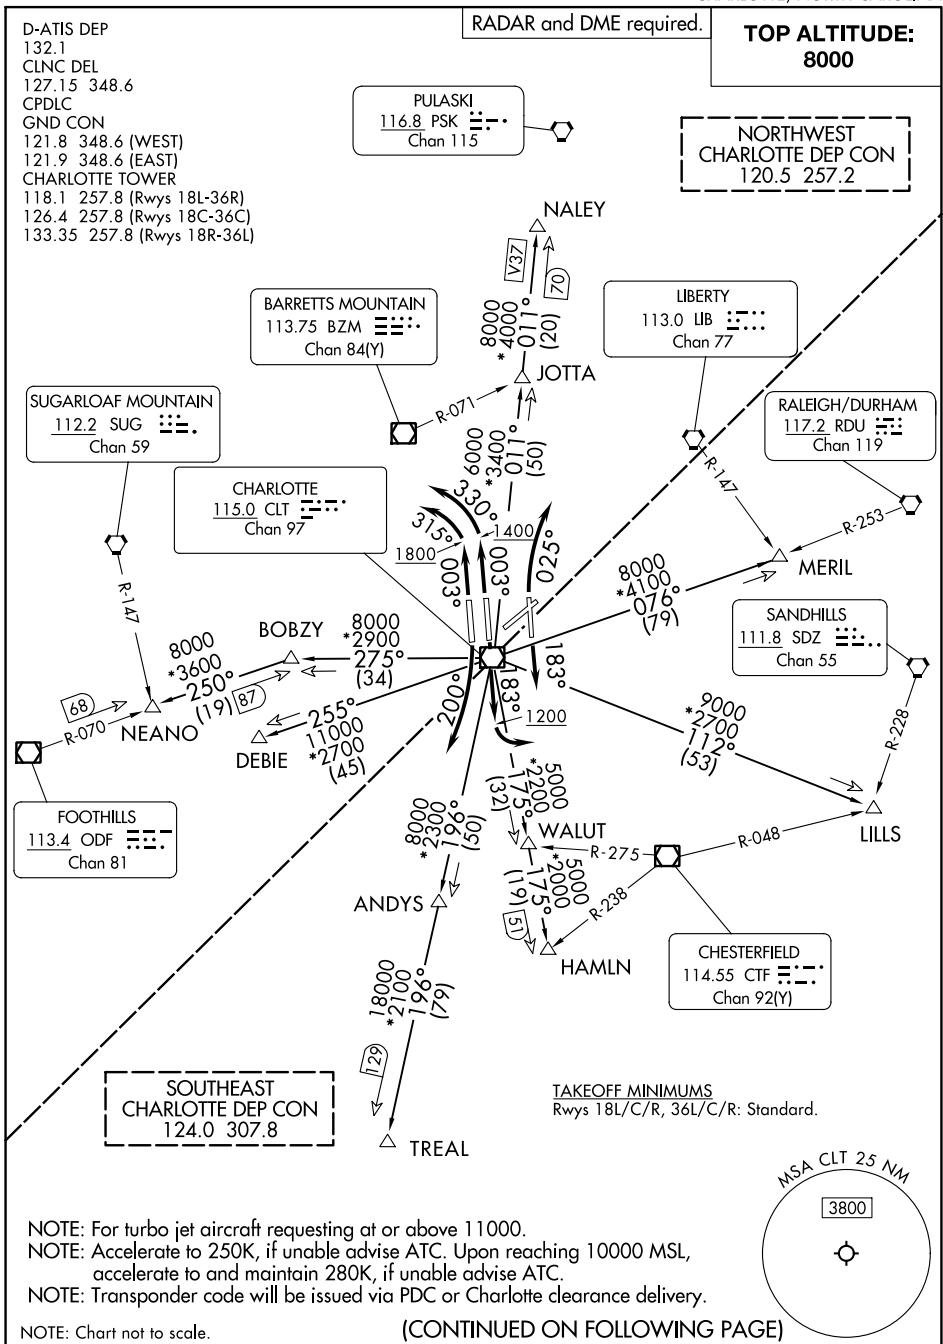 RADAR and DME required.
TOP ALTITUDE:
8000
D-ATIS DEP
132.1
CLNC DEL
127.15 348.6
CPDLC
GND CON
121.8 348.6 (WEST)
121.9 348.6 (EAST)
CHARLOTTE TOWER
118.1 257.8 (Rwys 18L-36R)
126.4 257.8 (Rwys 18C-36C)
133.35 257.8 (Rwys 18R-36L)
PULASKI
116.8 PSK
Chan 115
NORTHWEST
CHARLOTTE DEP CON
120.5 257.2
NALEY
V37
70
8000
*4000
011°
(20)
BARRETTS MOUNTAIN
113.75 BZM
Chan 84(Y)
LIBERTY
113.0 LIB
Chan 77
JOTTA
R-071
SUGARLOAF MOUNTAIN
112.2 SUG
Chan 59
RALEIGH/DURHAM
117.2 RDU
Chan 119
6000
*3400
011°
(50)
R-147
R-253
CHARLOTTE
115.0 CLT
Chan 97
330°
315°
1400
1800
003°
003°
025°
MERIL
8000
*4100
076°
(79)
R-147
SANDHILLS
111.8 SDZ
Chan 55
BOBZY
8000
*2900
275°
(34)
8000
*3600
250°
(19)
87
68
R-070
NEANO
255°
11000
*2700
(45)
DEBIE
200°
183°
183°
1200
9000
*2700
112°
(53)
R-228
LILLS
FOOTHILLS
113.4 ODF
Chan 81
5000
*2200
175°
(32)
WALUT
R-275
R-048
R-238
8000
*2300
196°
(50)
ANDYS
5000
*2000
175°
(19)
51
HAMLN
CHESTERFIELD
114.55 CTF
Chan 92(Y)
18000
*2100
196°
(79)
129
TREAL
SOUTHEAST
CHARLOTTE DEP CON
124.0 307.8
TAKEOFF MINIMUMS
Rwys 18L/C/R, 36L/C/R: Standard.
MSA CLT 25 NM
3800
NOTE: For turbo jet aircraft requesting at or above 11000.
NOTE: Accelerate to 250K, if unable advise ATC. Upon reaching 10000 MSL,
accelerate to and maintain 280K, if unable advise ATC.
NOTE: Transponder code will be issued via PDC or Charlotte clearance delivery.
NOTE: Chart not to scale.
(CONTINUED ON FOLLOWING PAGE)